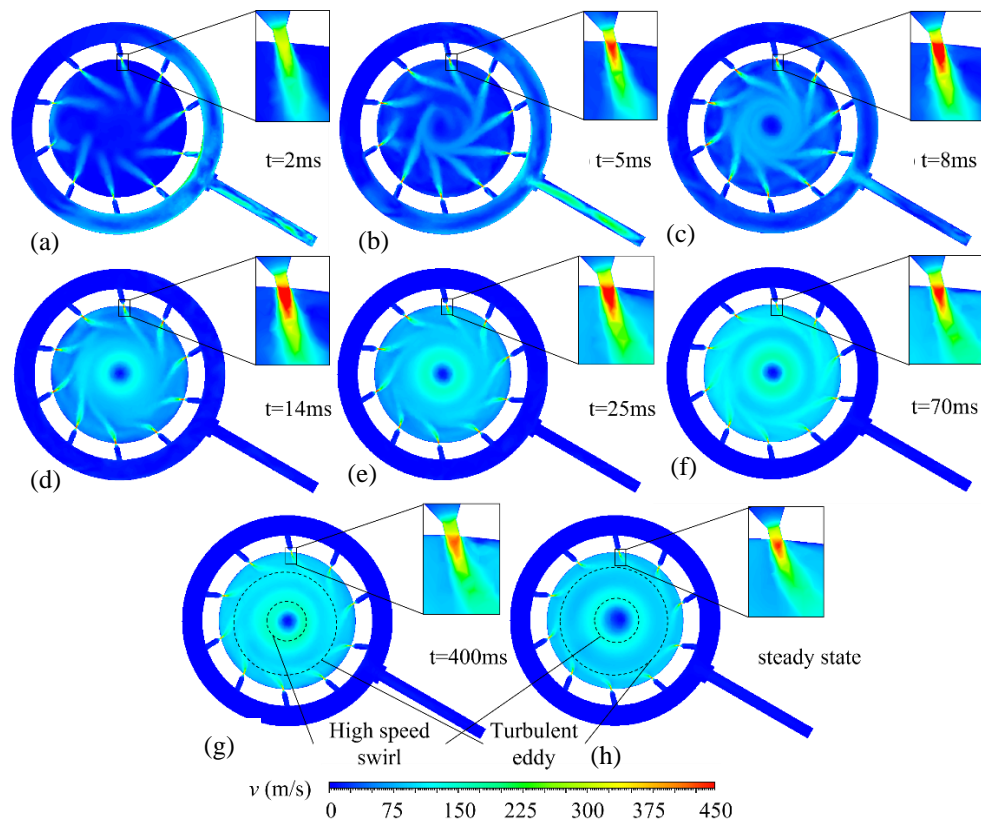 t=2ms
t=5ms
t=8ms
(a)
(b)
(c)
t=14ms
t=25ms
t=70ms
(d)
(e)
(f)
t=400ms
steady state
(g)
High speed
swirl
Turbulent
eddy
(h)
v (m/s)
0 75 150 225 300 375 450